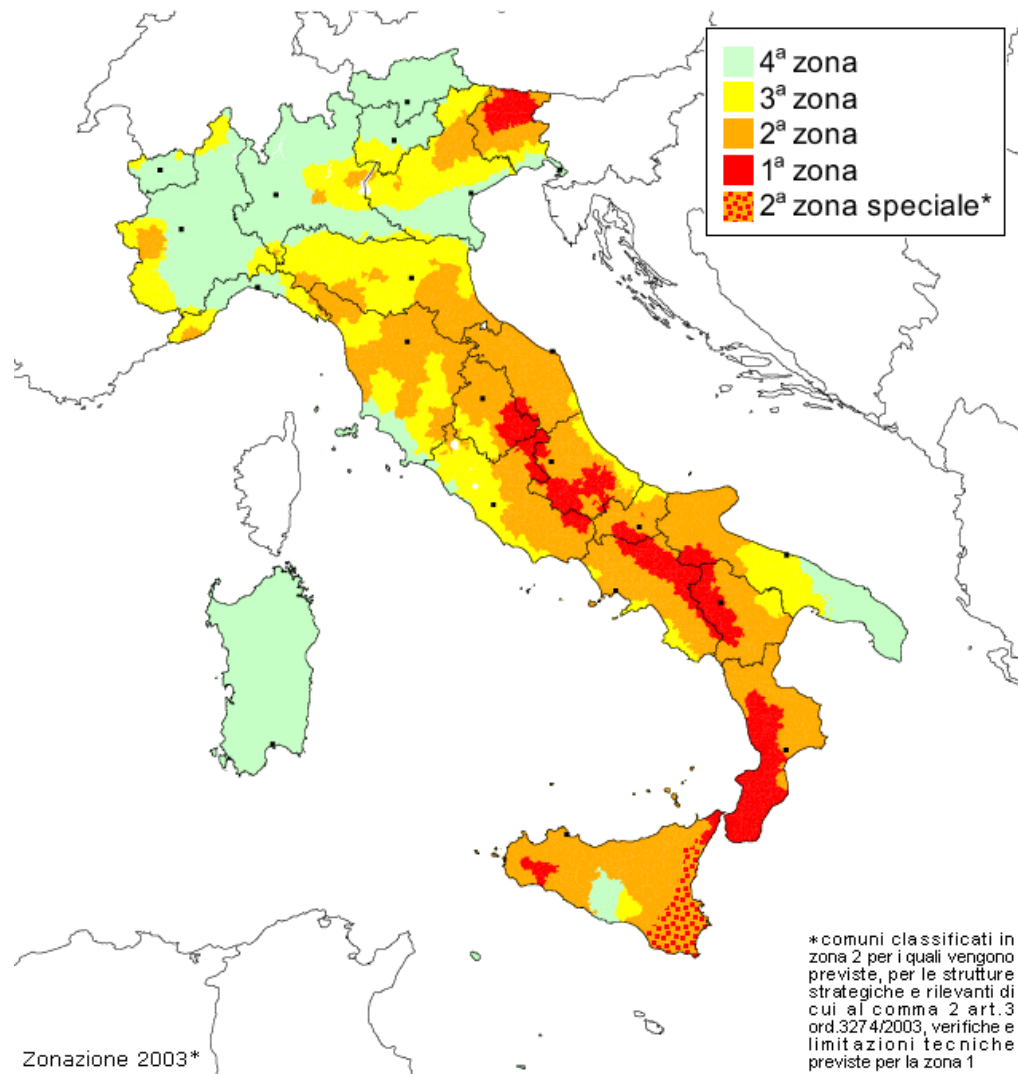 4ª zona
3ª zona
2ª zona
1ª zona
2ª zona speciale*
*comuni classificati in
zona 2 per i quali vengono
previste, per le strutture
strategiche e rilevanti di
cui al comma 2 art.3
ord.3274/2003, verifiche e
limitazioni tecniche
previste per la zona 1
Zonazione 2003*